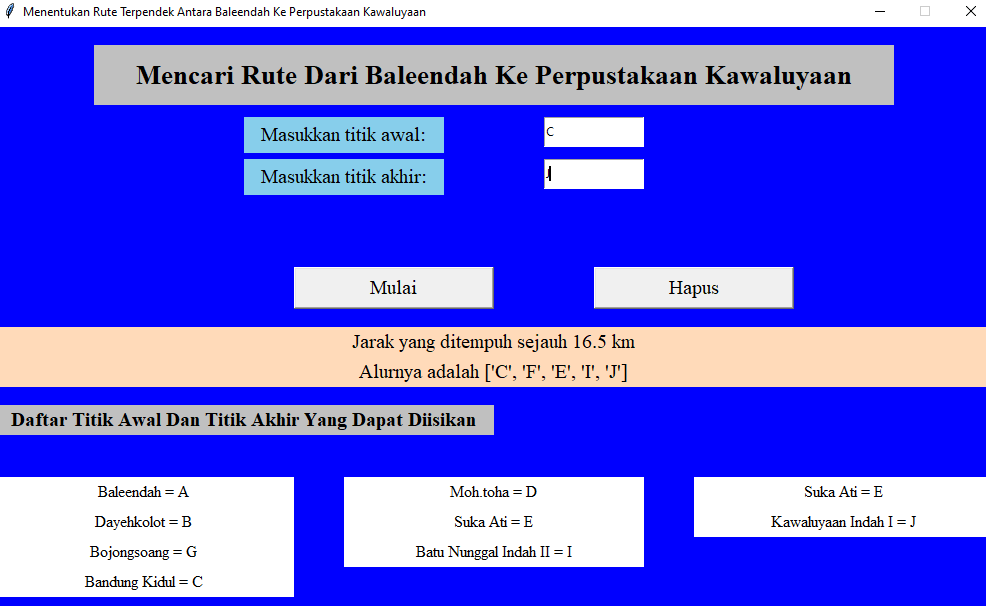 Menentukan Rute Terpendek Antara Baleendah Ke Perpustakaan Kawaluyaan
Mencari Rute Dari Baleendah Ke Perpustakaan Kawaluyaan
Masukkan titik awal: C
Masukkan titik akhir: J
Mulai Hapus
Jarak yang ditempuh sejauh 16.5 km
Alurnya adalah ['C', 'F', 'E', 'I', 'J']
Daftar Titik Awal Dan Titik Akhir Yang Dapat Diisikan
Baleendah = A
Dayehkolot = B
Bojongsoang = G
Bandung Kidul = C
Moh.toha = D
Suka Ati = E
Batu Nunggal Indah II = I
Suka Ati = E
Kawaluyaan Indah I = J